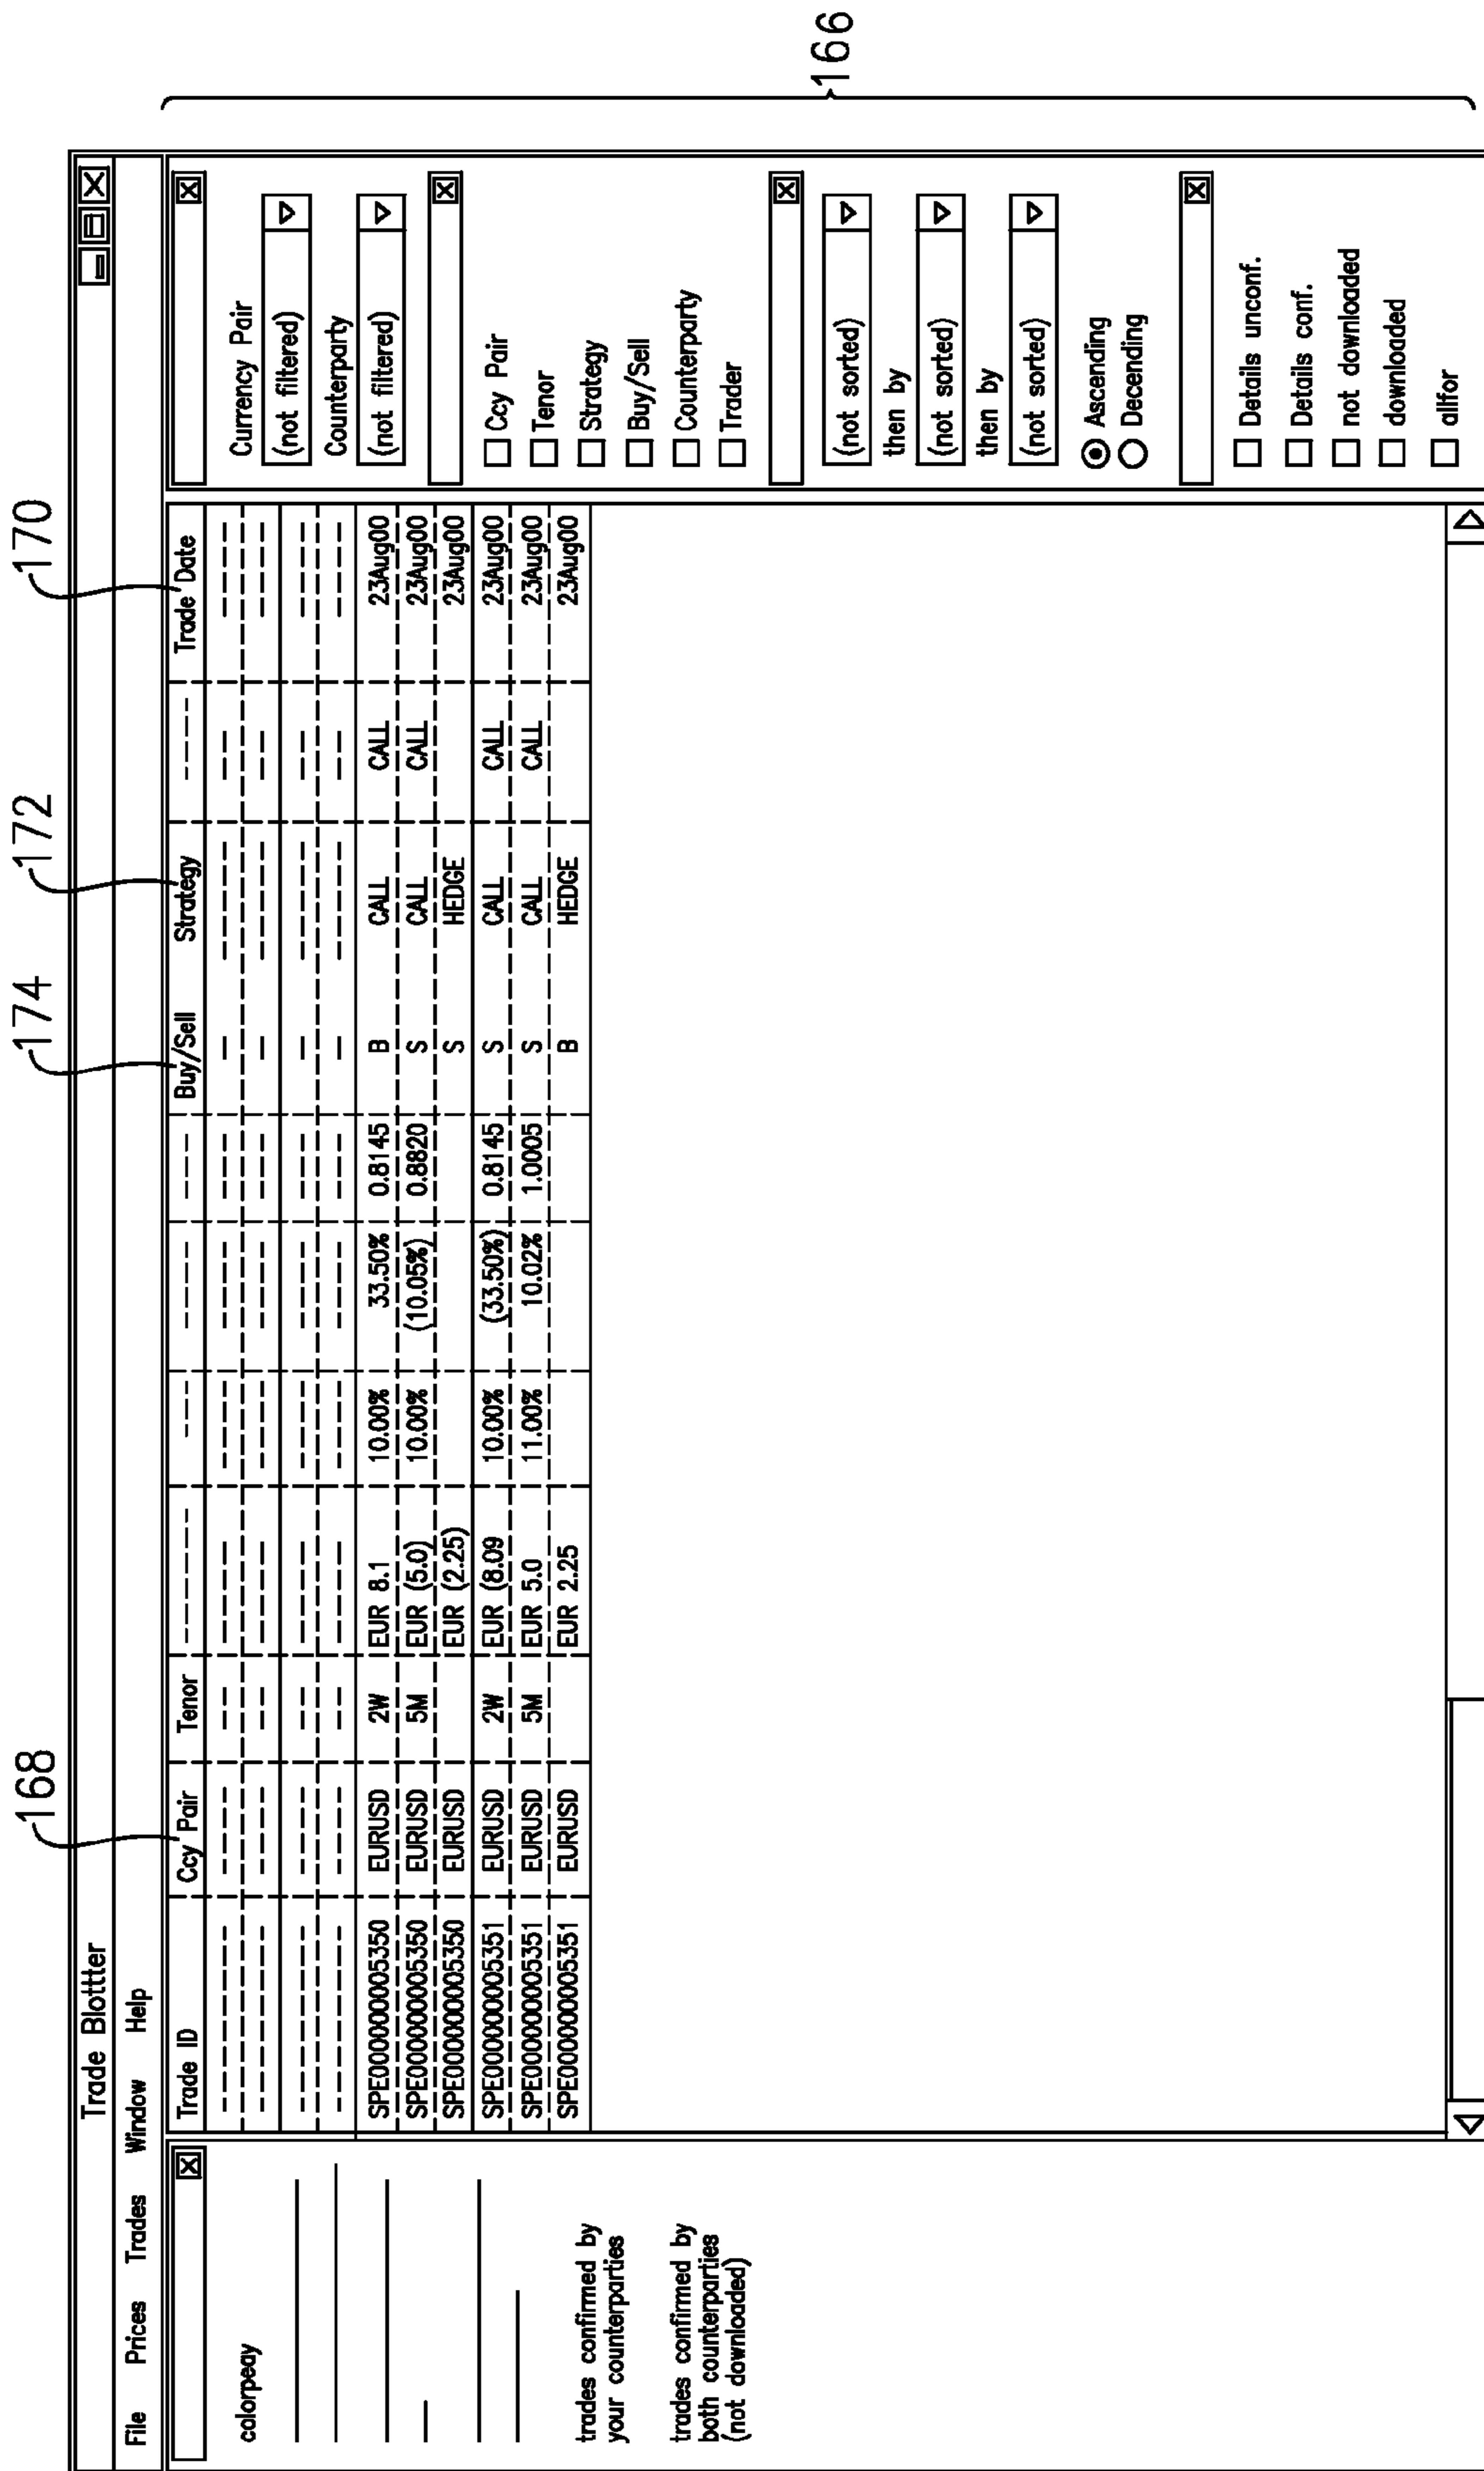 174 172 170
168
166
Trade Blottter
File Prices Trades Window Help
colorpeay
trades confirmed by
your counterparties
trades confirmed by
both counterparties
(not downloaded)
Trade ID Ccy Pair Tenor Buy/Sell Strategy Trade Date
SPE00000005350 EURUSD 2W EUR 8.1 10.00% 33.50% 0.8145 B CALL CALL 23Aug00
SPE00000005350 EURUSD 5M EUR (5.0) 10.00% (10.05%) 0.8820 S CALL CALL 23Aug00
SPE00000005350 EURUSD EUR (2.25) S HEDGE 23Aug00
SPE00000005351 EURUSD 2W EUR (8.09 10.00% (33.50%) 0.8145 S CALL CALL 23Aug00
SPE00000005351 EURUSD 5M EUR 5.0 11.00% 10.02% 1.0005 S CALL CALL 23Aug00
SPE00000005351 EURUSD EUR 2.25 B HEDGE 23Aug00
Currency Pair
(not filtered)
Counterparty
(not filtered)
Ccy Pair
Tenor
Strategy
Buy/Sell
Counterparty
Trader
(not sorted)
then by
(not sorted)
then by
(not sorted)
Ascending
Decending
Details unconf.
Details conf.
not downloaded
downloaded
allfor